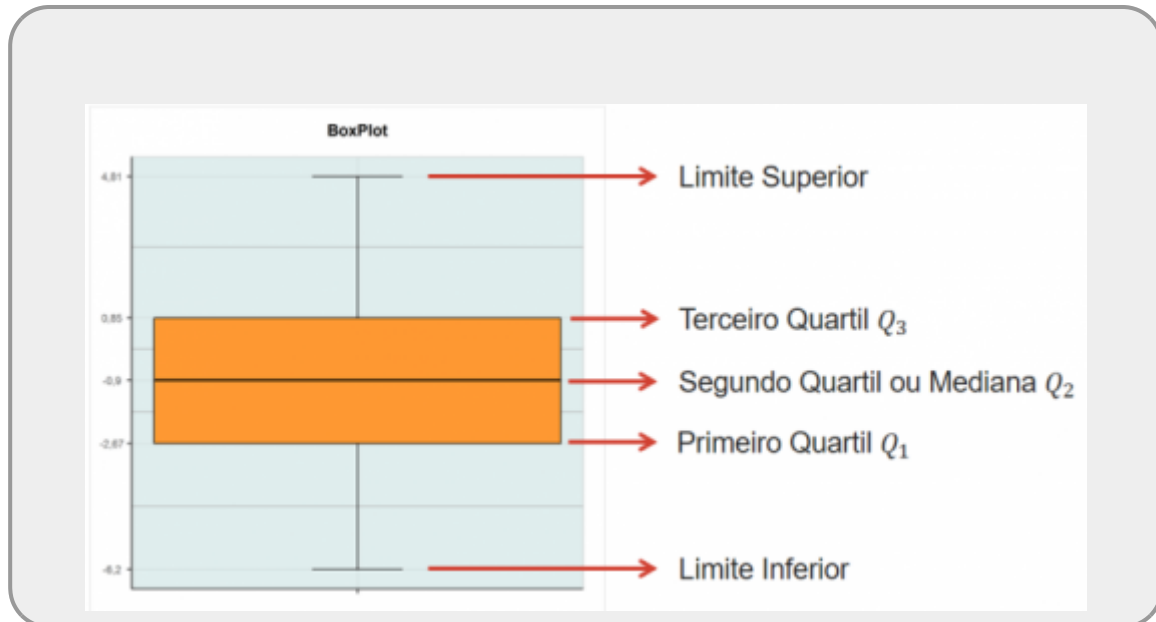 BoxPlot
4,81
Limite Superior
0,85
Terceiro Quartil Q₃
-0,9
Segundo Quartil ou Mediana Q₂
-2,67
Primeiro Quartil Q₁
-6,2
Limite Inferior